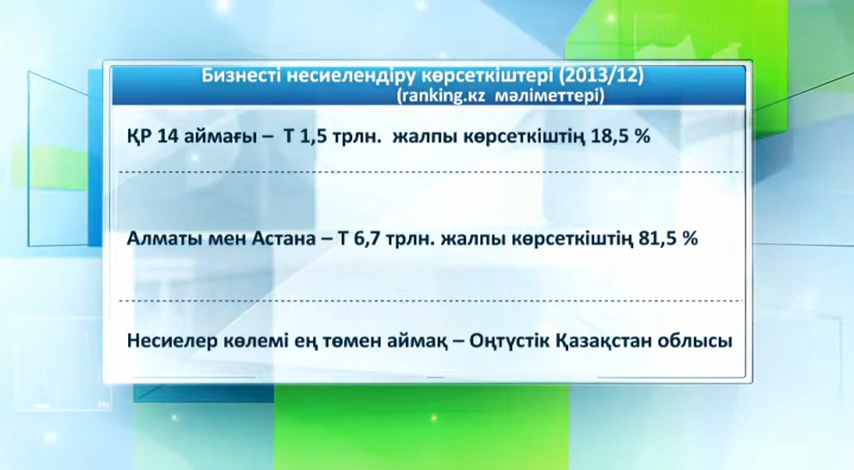 Бизнесті несиелендіру көрсеткіштері (2013/12)
(ranking.kz мәліметтері)
ҚР 14 аймағы – Т 1,5 трлн. жалпы көрсеткіштің 18,5 %
Алматы мен Астана – Т 6,7 трлн. жалпы көрсеткіштің 81,5 %
Несиелер көлемі ең төмен аймақ – Оңтүстік Қазақстан облысы